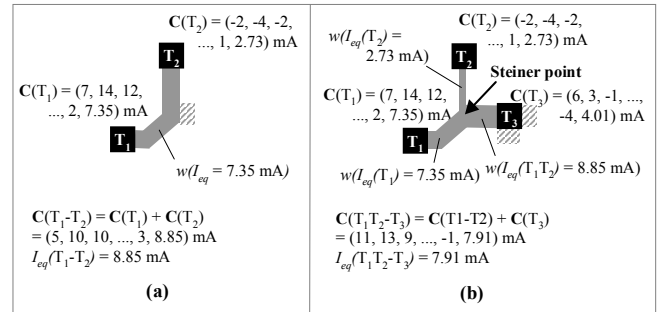 C(T2) = (-2, -4, -2,
..., 1, 2.73) mA
T2
C(T1) = (7, 14, 12,
..., 2, 7.35) mA
T1
w(Ieq = 7.35 mA)
C(T1-T2) = C(T1) + C(T2)
= (5, 10, 10, ..., 3, 8.85) mA
Ieq(T1-T2) = 8.85 mA
(a)
C(T2) = (-2, -4, -2,
..., 1, 2.73) mA
w(Ieq(T2) =
2.73 mA)
T2
Steiner point
C(T1) = (7, 14, 12,
..., 2, 7.35) mA
C(T3) = (6, 3, -1, ...,
-4, 4.01) mA
T3
T1
w(Ieq(T1T2) = 8.85 mA)
w(Ieq(T1) = 7.35 mA)
C(T1T2-T3) = C(T1-T2) + C(T3)
= (11, 13, 9, ..., -1, 7.91) mA
Ieq(T1T2-T3) = 7.91 mA
(b)